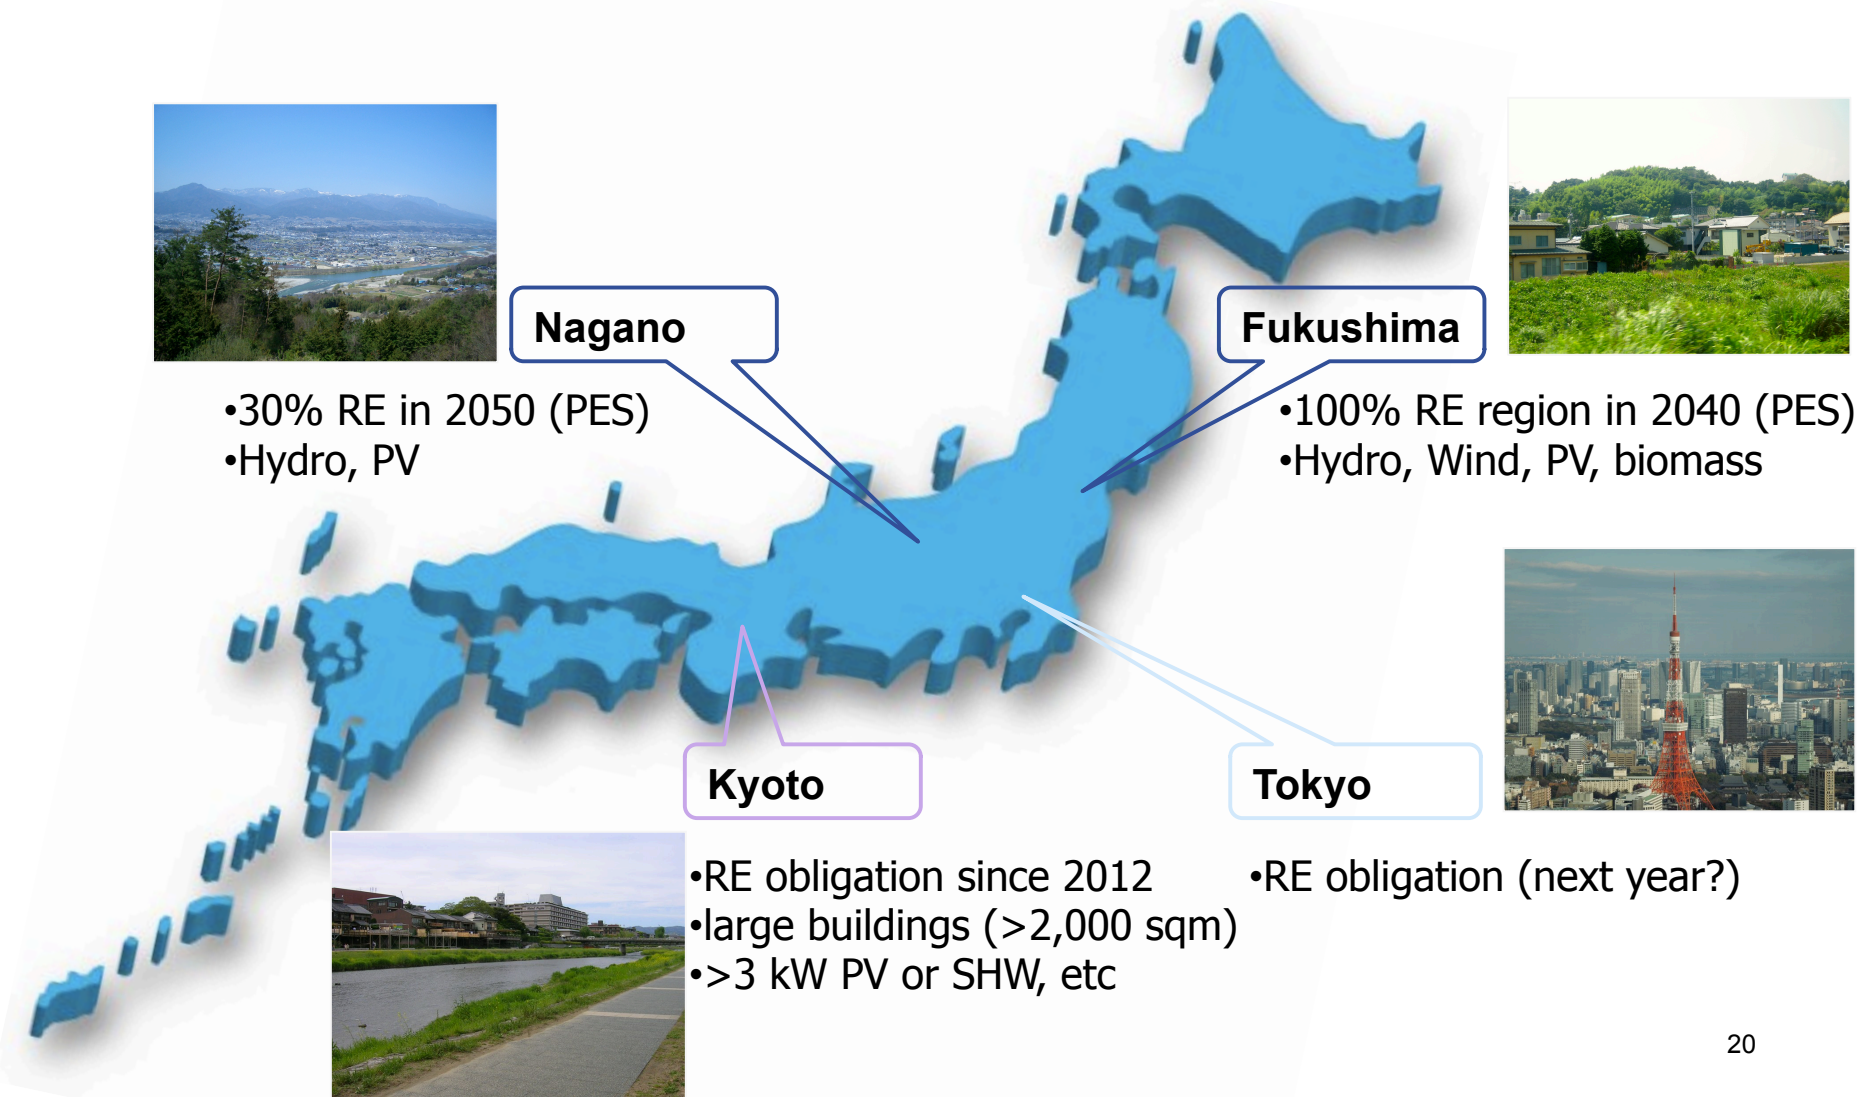 Nagano
•30% RE in 2050 (PES)
•Hydro, PV
Fukushima
•100% RE region in 2040 (PES)
•Hydro, Wind, PV, biomass
Kyoto
•RE obligation since 2012
•large buildings (>2,000 sqm)
•>3 kW PV or SHW, etc
Tokyo
•RE obligation (next year?)
20